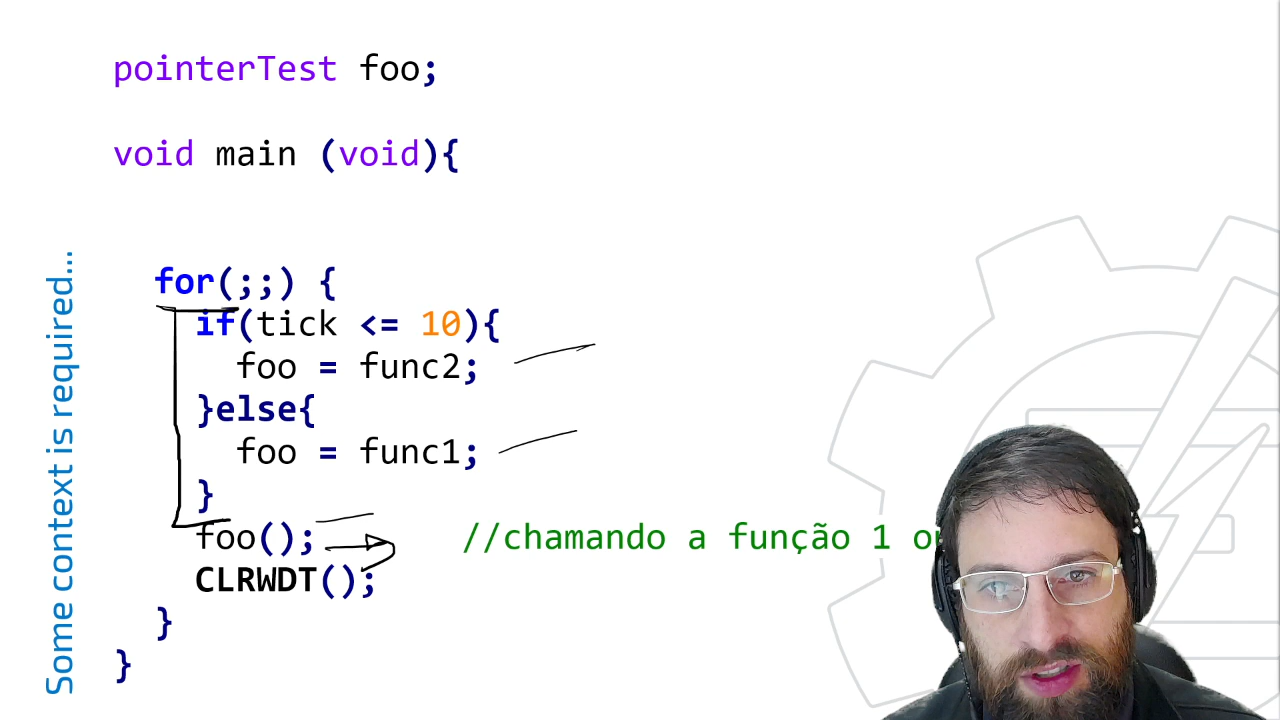 Some context is required...
pointerTest foo;
void main (void){
for(;;) {
if(tick <= 10){
foo = func2;
}else{
foo = func1;
}
foo(); //chamando a função 1
CLRWDT();
}
}